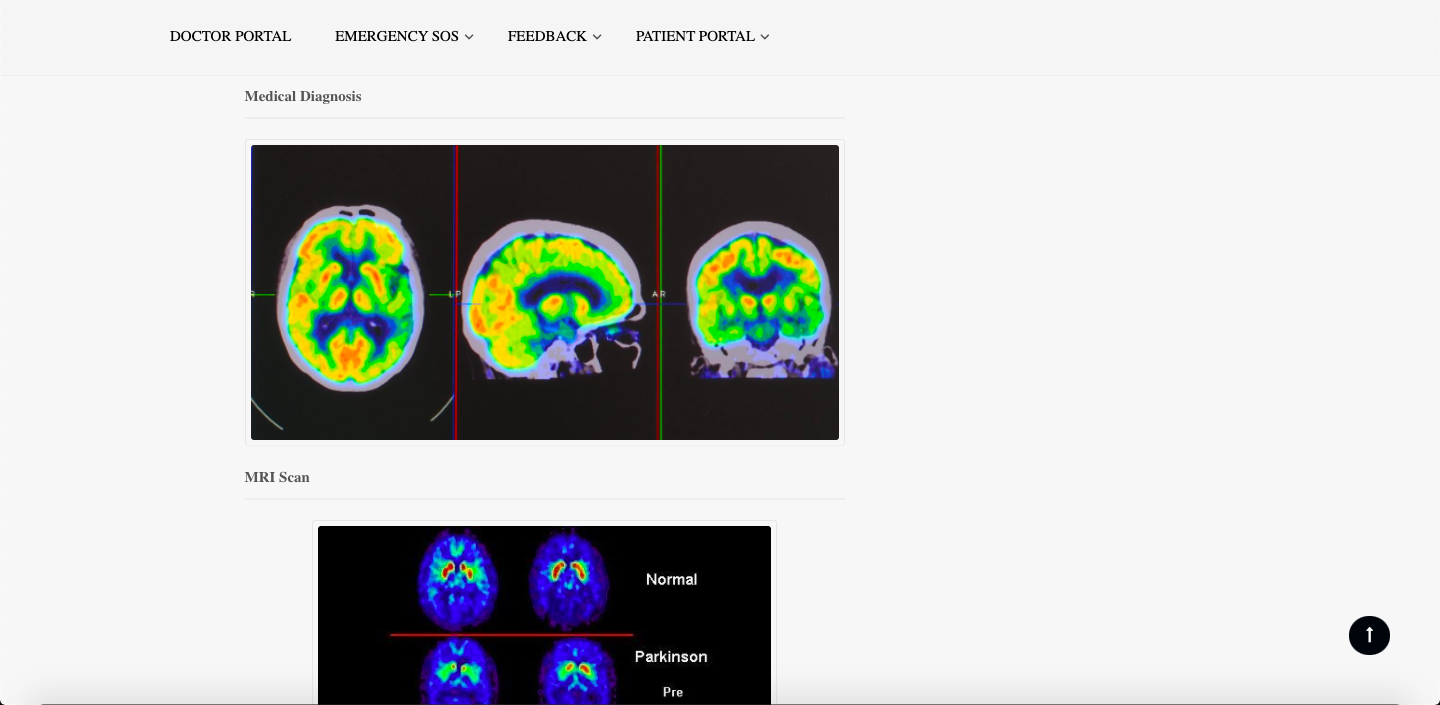 DOCTOR PORTAL EMERGENCY SOS FEEDBACK PATIENT PORTAL
Medical Diagnosis
R LP AR
MRI Scan
Normal
Parkinson
Pre